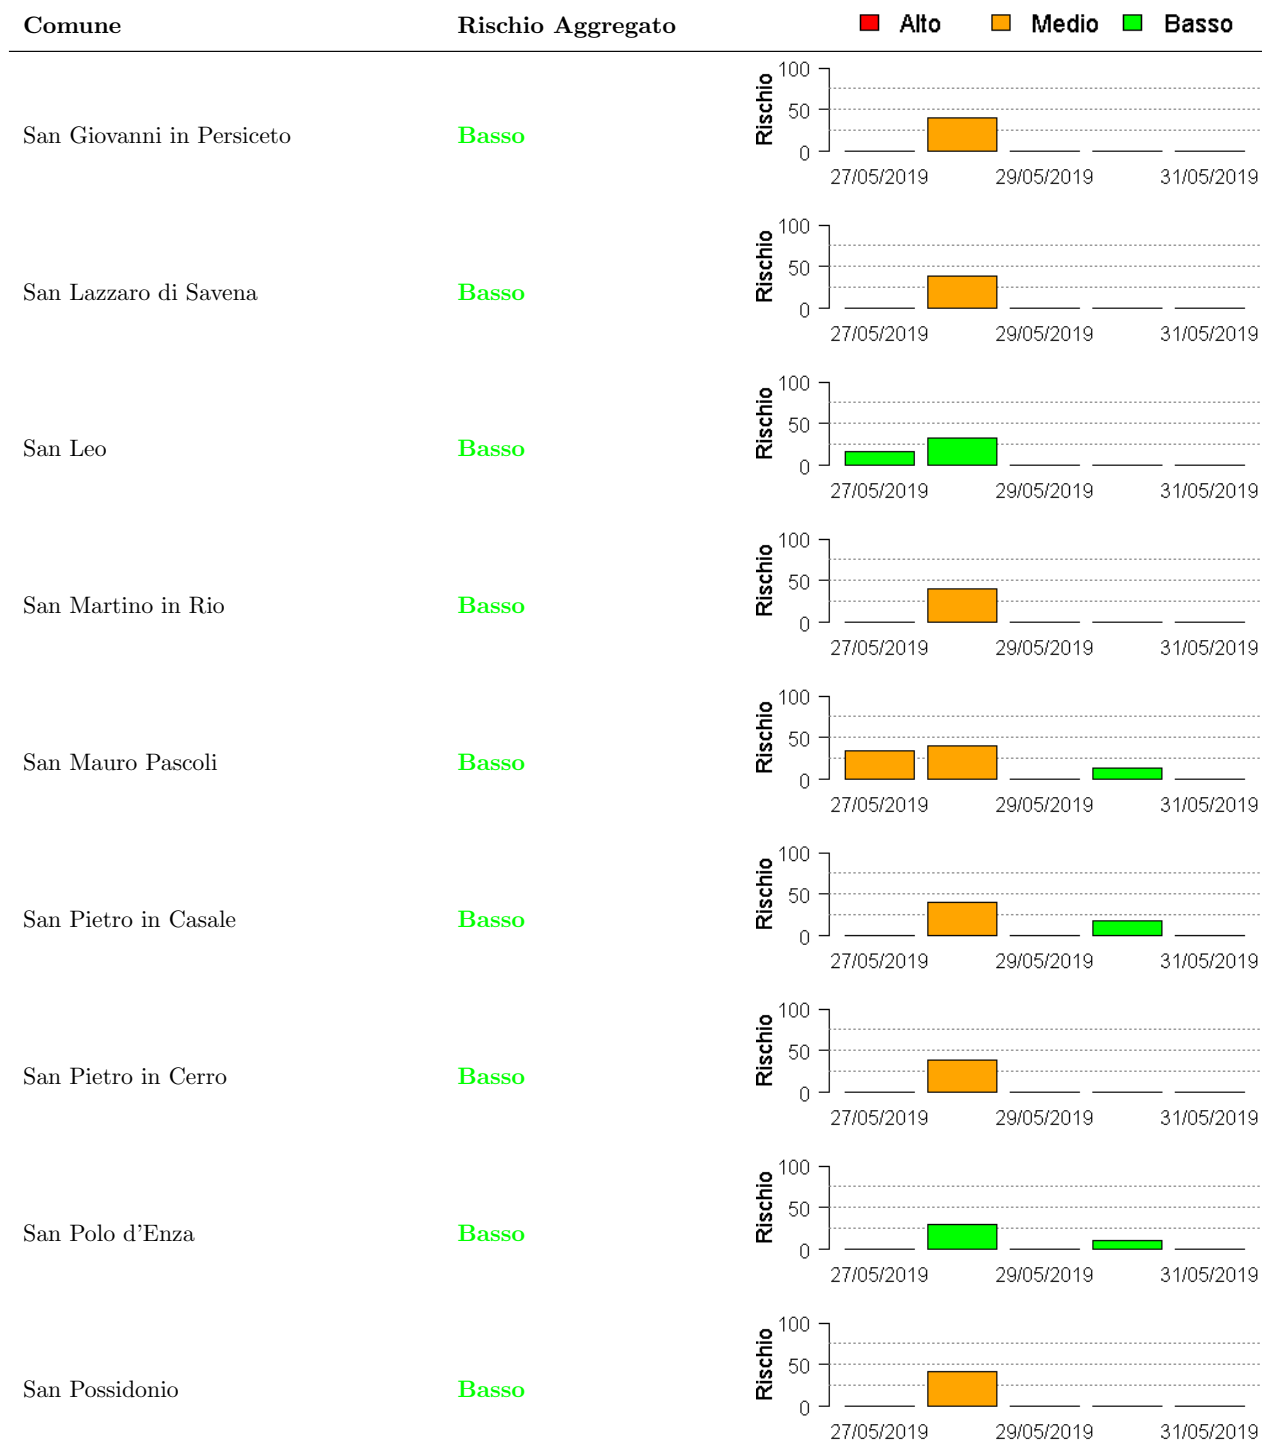 Comune Rischio Aggregato Alto Medio Basso
San Giovanni in Persiceto Basso Rischio 100 50 0
27/05/2019 29/05/2019 31/05/2019
San Lazzaro di Savena Basso Rischio 100 50 0
27/05/2019 29/05/2019 31/05/2019
San Leo Basso Rischio 100 50 0
27/05/2019 29/05/2019 31/05/2019
San Martino in Rio Basso Rischio 100 50 0
27/05/2019 29/05/2019 31/05/2019
San Mauro Pascoli Basso Rischio 100 50 0
27/05/2019 29/05/2019 31/05/2019
San Pietro in Casale Basso Rischio 100 50 0
27/05/2019 29/05/2019 31/05/2019
San Pietro in Cerro Basso Rischio 100 50 0
27/05/2019 29/05/2019 31/05/2019
San Polo d'Enza Basso Rischio 100 50 0
27/05/2019 29/05/2019 31/05/2019
San Possidonio Basso Rischio 100 50 0
27/05/2019 29/05/2019 31/05/2019